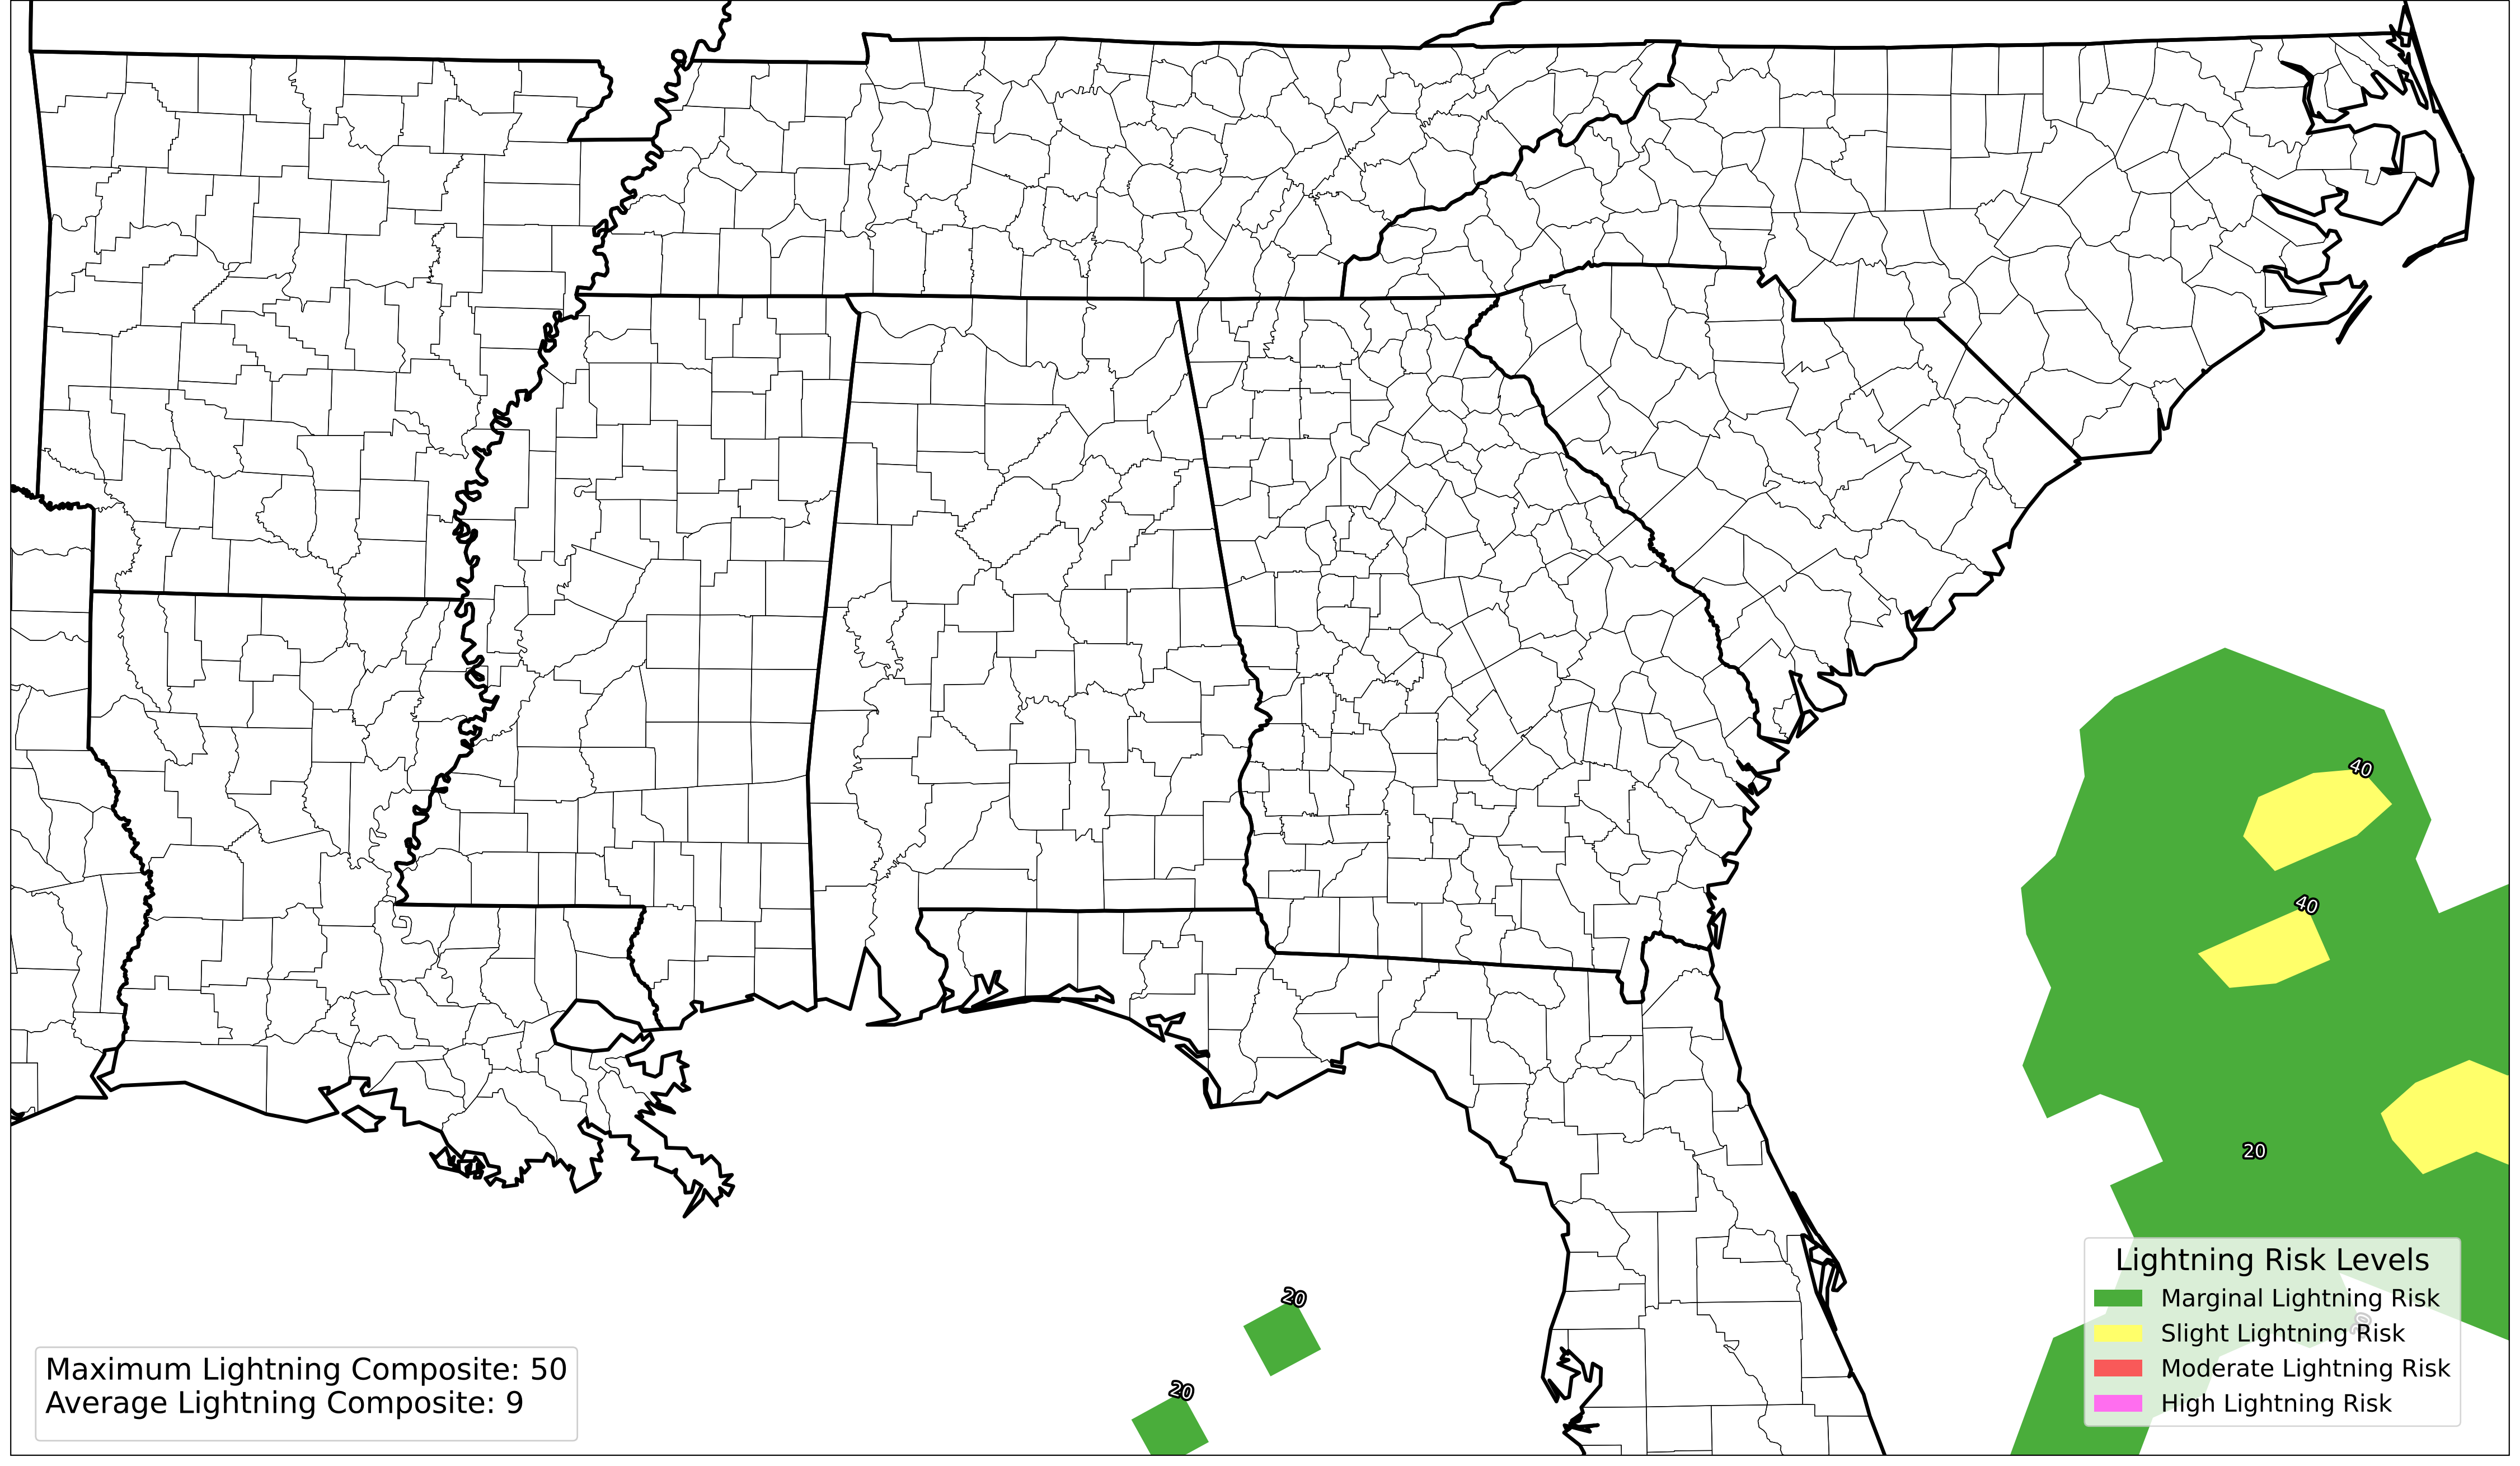 40
40
20
20
20
Lightning Risk Levels
Marginal Lightning Risk
Slight Lightning Risk
Moderate Lightning Risk
High Lightning Risk
Maximum Lightning Composite: 50
Average Lightning Composite: 9